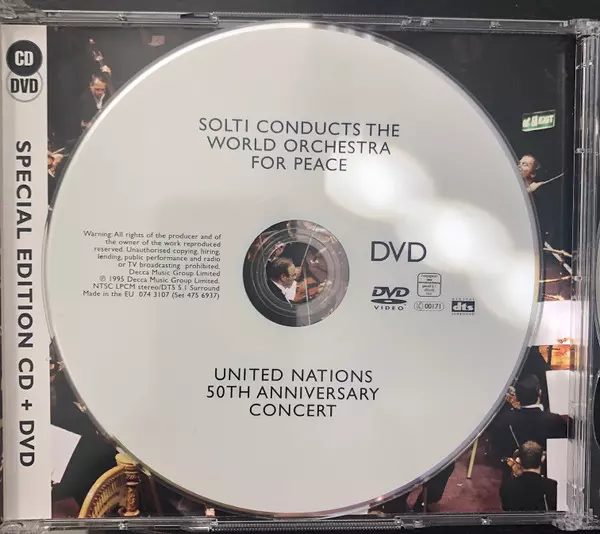 CD
DVD
SPECIAL EDITION CD + DVD
SOLTI CONDUCTS THE
WORLD ORCHESTRA
FOR PEACE
Warning: All rights of the producer and of
the owner of the work reproduced
reserved. Unauthorised copying, hiring,
lending, public performance and radio
or TV broadcasting prohibited.
℗ 1995 Decca Music Group Limited
© 1995 Decca Music Group Limited
NTSC LPCM stereo/DTS 5.1 Surround
Made in the EU 074 3107 (Set 475 6937)
DVD
DVD
VIDEO
LC 00171
dts
UNITED NATIONS
50TH ANNIVERSARY
CONCERT